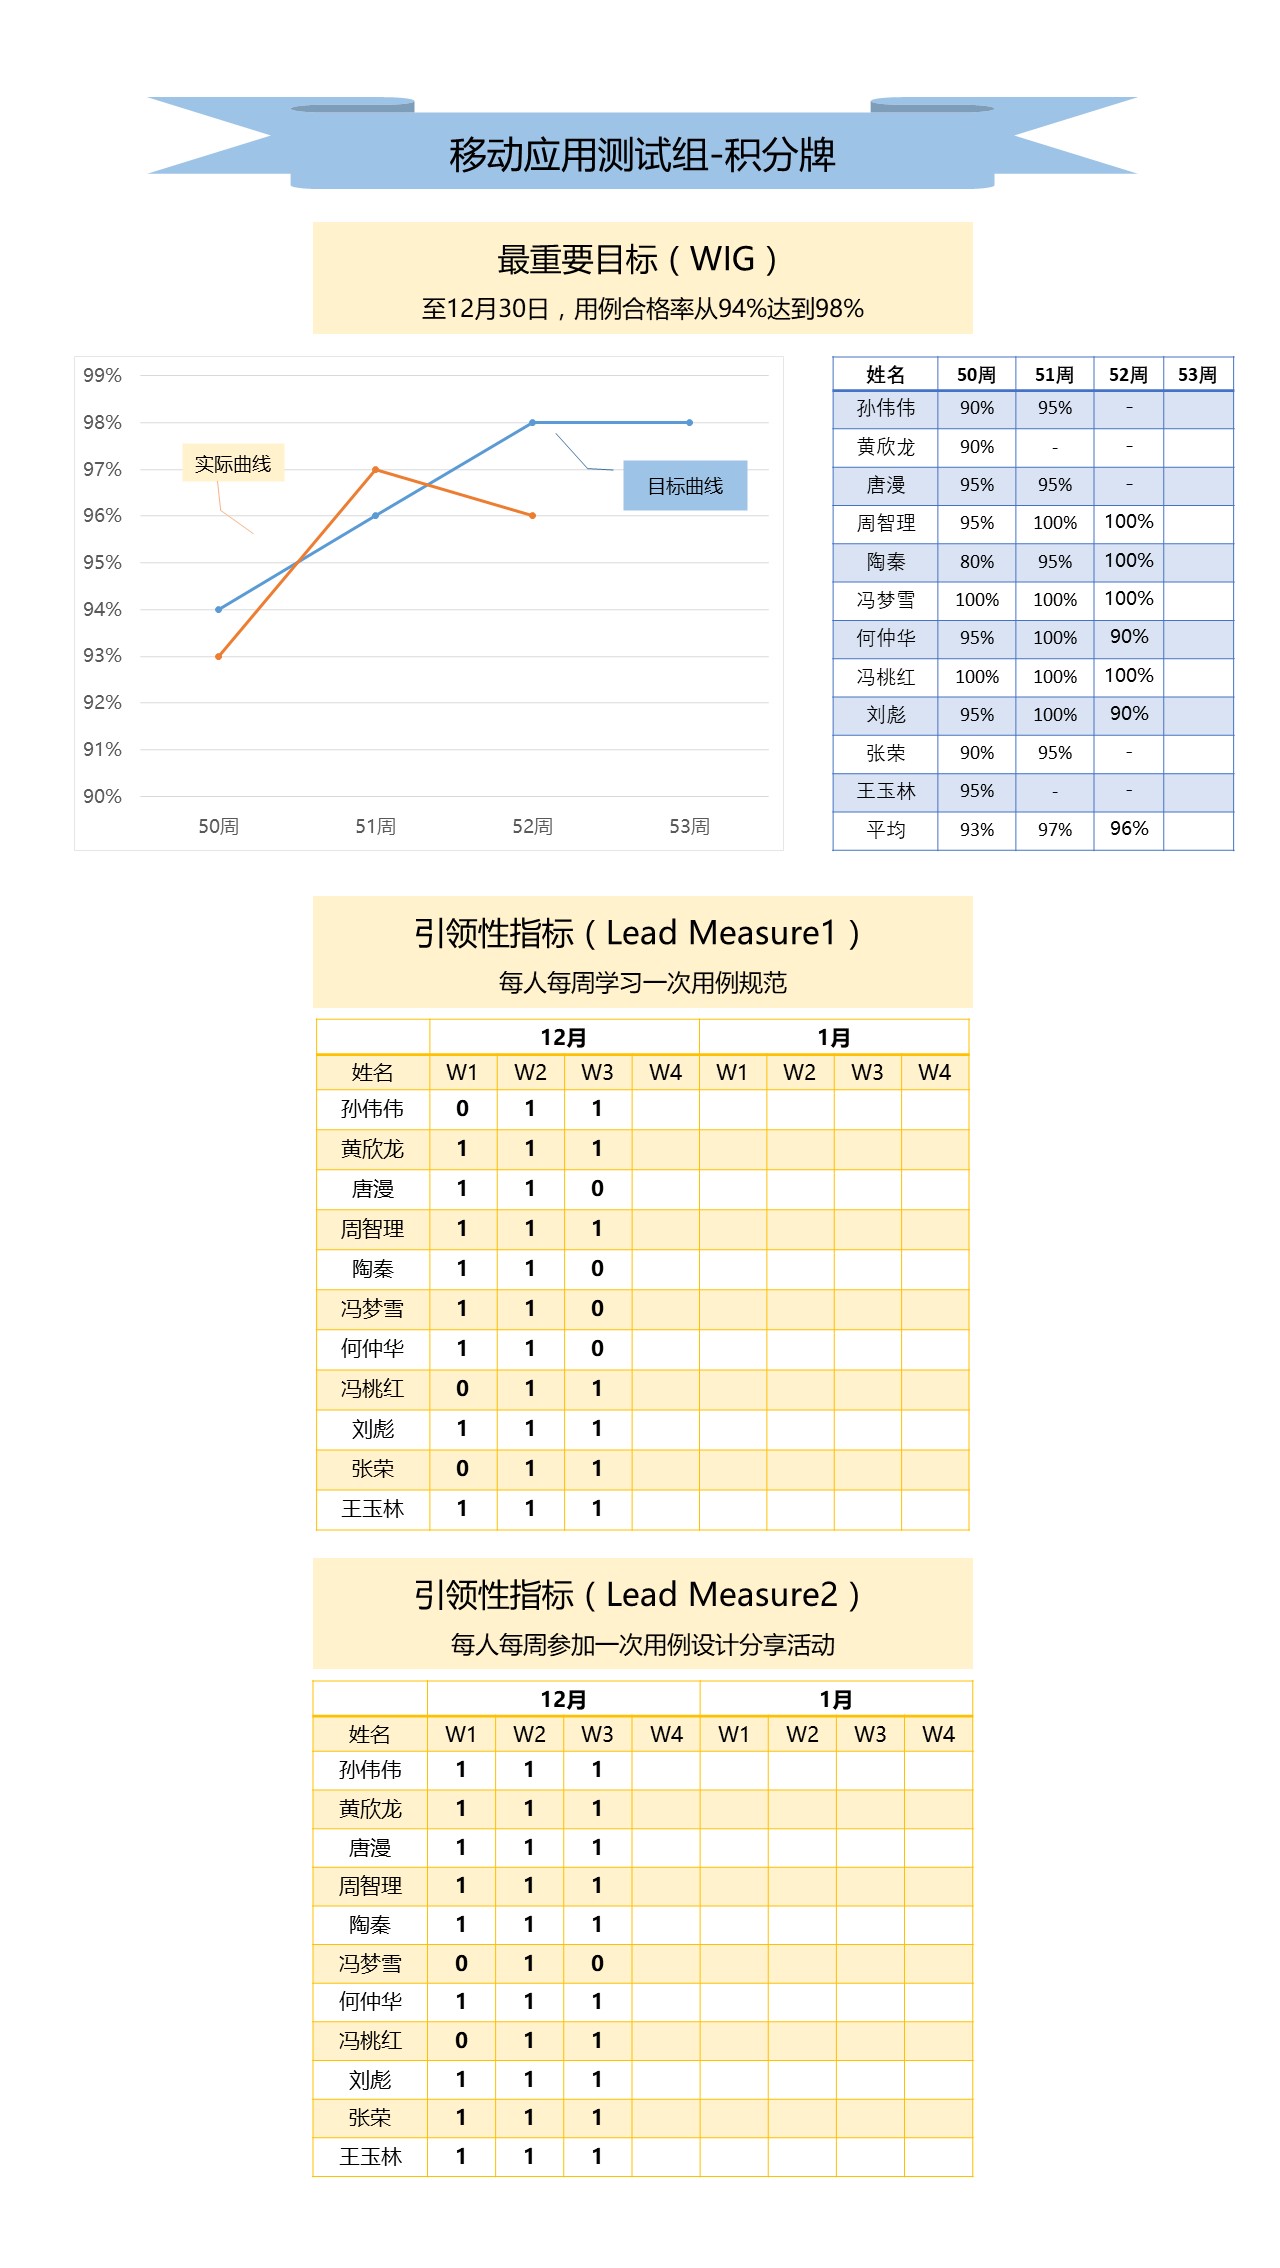 移动应用测试组-积分牌
最重要目标（WIG）
至12月30日，用例合格率从94%达到98%
99%
98%
97%
96%
95%
94%
93%
92%
91%
90%
实际曲线
目标曲线
50周 51周 52周 53周
姓名 50周 51周 52周 53周
孙伟伟 90% 95% -
黄欣龙 90% - -
唐漫 95% 95% -
周智理 95% 100% 100%
陶秦 80% 95% 100%
冯梦雪 100% 100% 100%
何仲华 95% 100% 90%
冯桃红 100% 100% 100%
刘彪 95% 100% 90%
张荣 90% 95% -
王玉林 95% - -
平均 93% 97% 96%
引领性指标（Lead Measure1）
每人每周学习一次用例规范
12月 1月
姓名 W1 W2 W3 W4 W1 W2 W3 W4
孙伟伟 0 1 1
黄欣龙 1 1 1
唐漫 1 1 0
周智理 1 1 1
陶秦 1 1 0
冯梦雪 1 1 0
何仲华 1 1 0
冯桃红 0 1 1
刘彪 1 1 1
张荣 0 1 1
王玉林 1 1 1
引领性指标（Lead Measure2）
每人每周参加一次用例设计分享活动
12月 1月
姓名 W1 W2 W3 W4 W1 W2 W3 W4
孙伟伟 1 1 1
黄欣龙 1 1 1
唐漫 1 1 1
周智理 1 1 1
陶秦 1 1 1
冯梦雪 0 1 0
何仲华 1 1 1
冯桃红 0 1 1
刘彪 1 1 1
张荣 1 1 1
王玉林 1 1 1